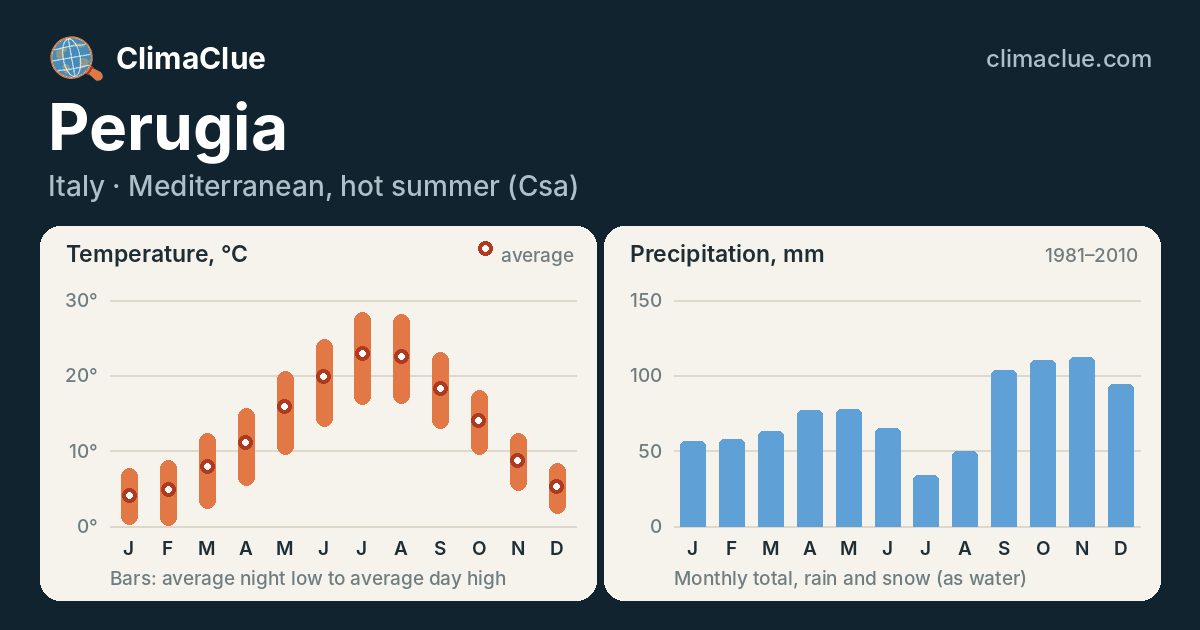 ClimaClue
climaclue.com
Perugia
Italy · Mediterranean, hot summer (Csa)
Temperature, °C
average
30°
20°
10°
0°
J F M A M J J A S O N D
Bars: average night low to average day high
Precipitation, mm
1981–2010
150
100
50
0
J F M A M J J A S O N D
Monthly total, rain and snow (as water)